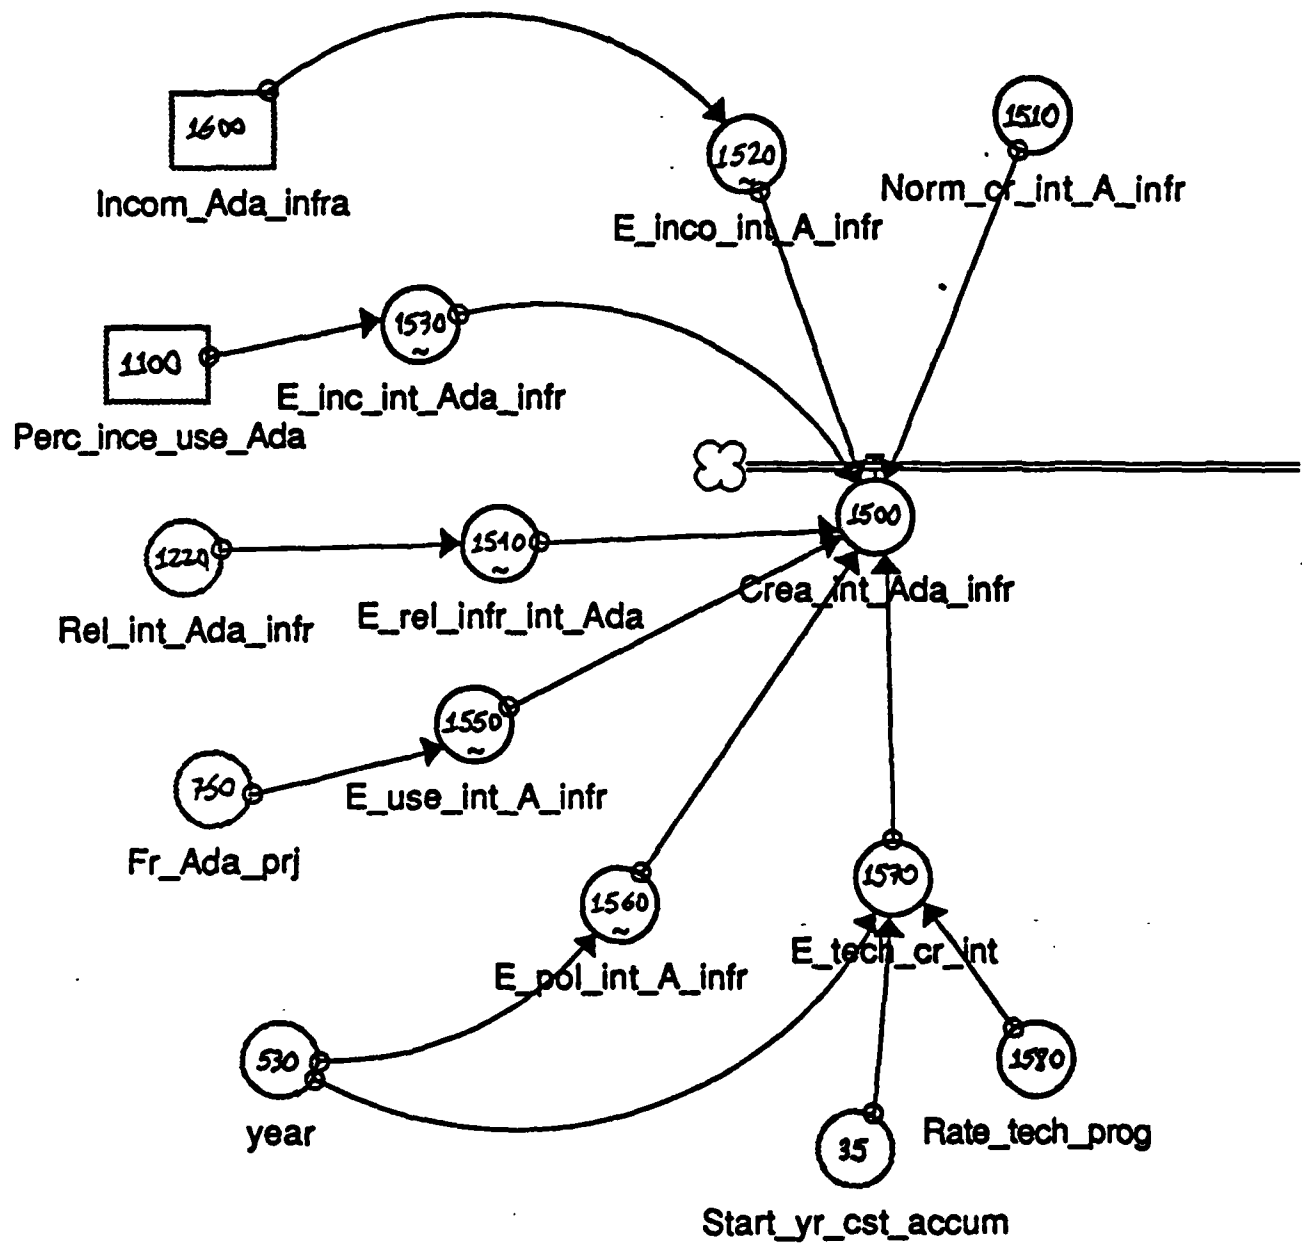 1600
Incom_Ada_infra
1520
~
E_inco_int_A_infr
1510
Norm_cr_int_A_infr
1530
~
E_inc_int_Ada_infr
1100
Perc_ince_use_Ada
1500
Crea_int_Ada_infr
1220
Rel_int_Ada_infr
1540
~
E_rel_infr_int_Ada
1550
~
E_use_int_A_infr
750
Fr_Ada_prj
1560
~
E_pol_int_A_infr
1570
E_tech_cr_int
530
year
1580
Rate_tech_prog
35
Start_yr_cst_accum